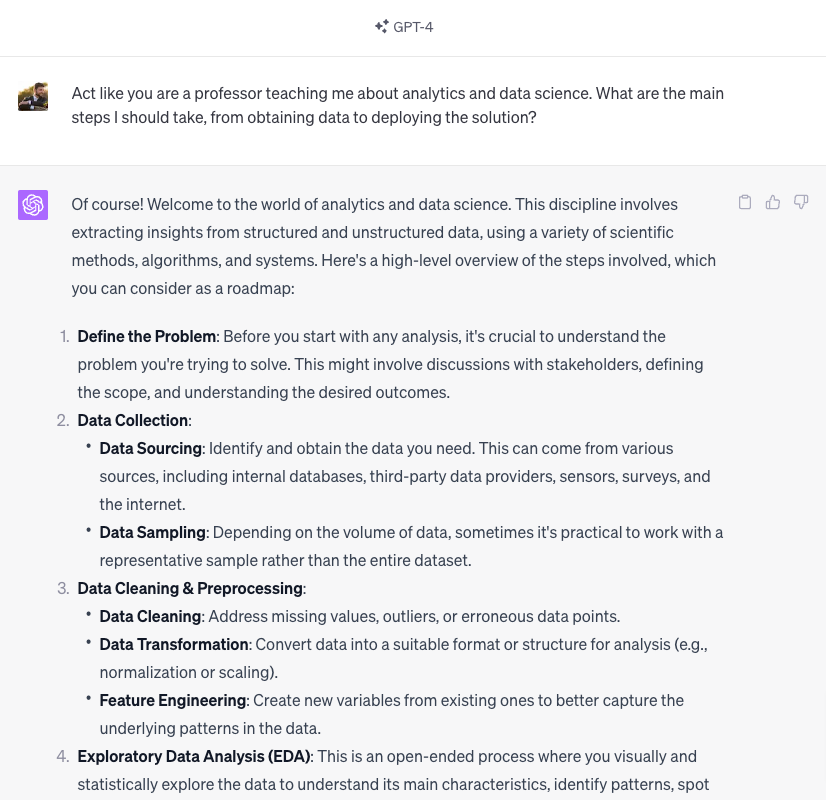 GPT-4
Act like you are a professor teaching me about analytics and data science. What are the main
steps I should take, from obtaining data to deploying the solution?
Of course! Welcome to the world of analytics and data science. This discipline involves
extracting insights from structured and unstructured data, using a variety of scientific
methods, algorithms, and systems. Here's a high-level overview of the steps involved, which
you can consider as a roadmap:
1. Define the Problem: Before you start with any analysis, it's crucial to understand the
problem you're trying to solve. This might involve discussions with stakeholders, defining
the scope, and understanding the desired outcomes.
2. Data Collection:
• Data Sourcing: Identify and obtain the data you need. This can come from various
sources, including internal databases, third-party data providers, sensors, surveys, and
the internet.
• Data Sampling: Depending on the volume of data, sometimes it's practical to work with a
representative sample rather than the entire dataset.
3. Data Cleaning & Preprocessing:
• Data Cleaning: Address missing values, outliers, or erroneous data points.
• Data Transformation: Convert data into a suitable format or structure for analysis (e.g.,
normalization or scaling).
• Feature Engineering: Create new variables from existing ones to better capture the
underlying patterns in the data.
4. Exploratory Data Analysis (EDA): This is an open-ended process where you visually and
statistically explore the data to understand its main characteristics, identify patterns, spot